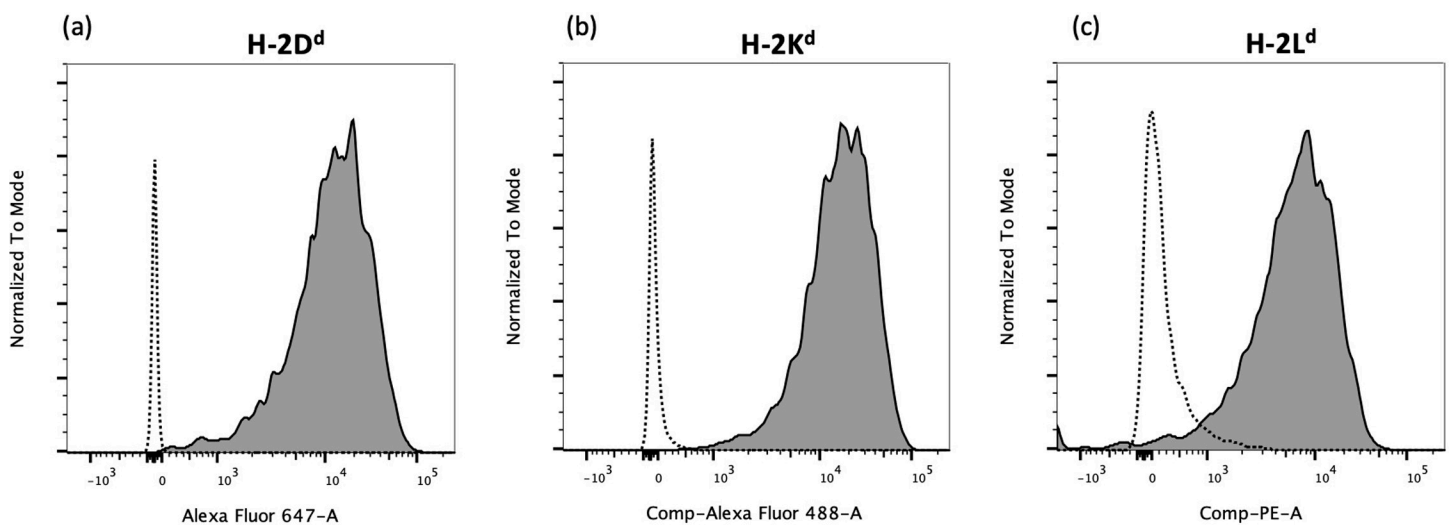 (a)
H-2Dᵈ
Normalized To Mode
-10³ 0 10³ 10⁴ 10⁵
Alexa Fluor 647-A
(b)
H-2Kᵈ
Normalized To Mode
-10³ 0 10³ 10⁴ 10⁵
Comp-Alexa Fluor 488-A
(c)
H-2Lᵈ
Normalized To Mode
-10³ 0 10³ 10⁴ 10⁵
Comp-PE-A